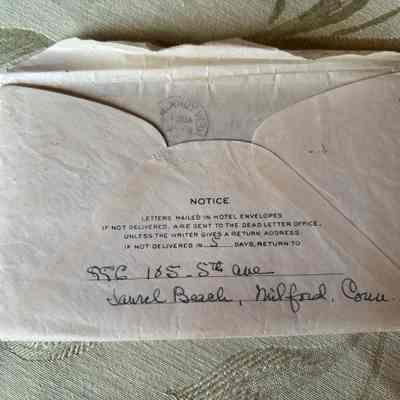 NOTICE
LETTERS MAILED IN HOTEL ENVELOPES
IF NOT DELIVERED, ARE SENT TO THE DEAD LETTER OFFICE,
UNLESS THE WRITER GIVES A RETURN ADDRESS.
IF NOT DELIVERED IN 5 DAYS, RETURN TO
105-5th ave
Laurel Beach, Milford, Conn.